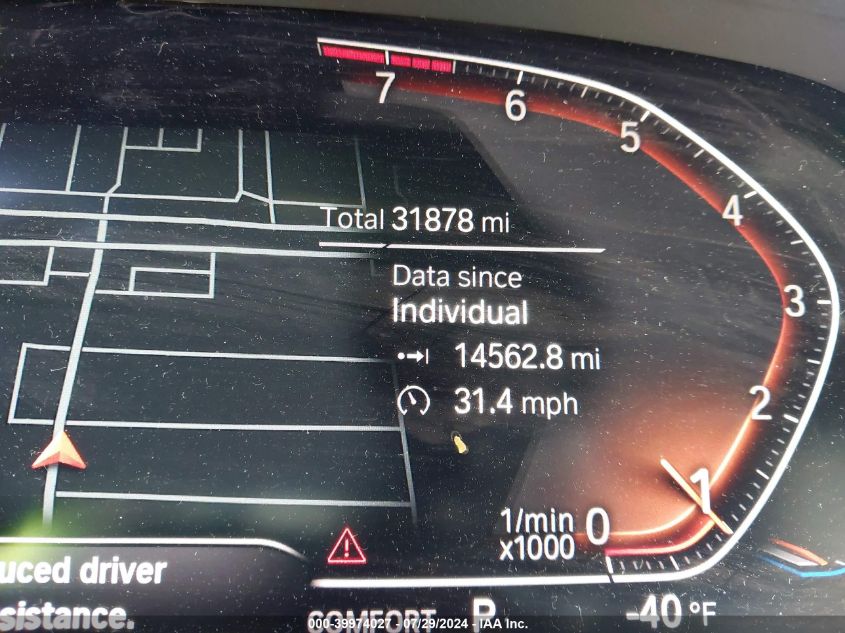 7
6
5
4
3
2
1
0
Total 31878 mi
Data since
Individual
14562.8 mi
31.4 mph
1/min
x1000
uced driver
sistance.
COMFORT P -40 °F
000-39974027 - 07/29/2024 - IAA Inc.